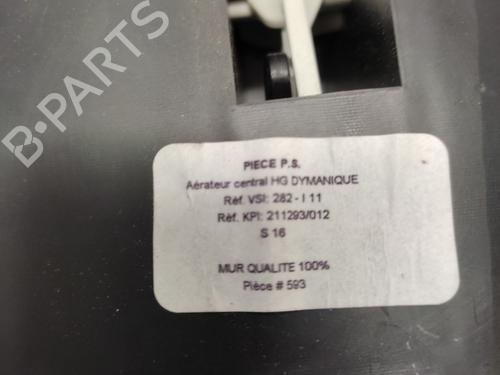 B-PARTS
PIECE P.S.
Aérateur central HG DYMANIQUE
Réf. VSI: 282 - I 11
Réf. KPI: 211293/012
S 16
MUR QUALITE 100%
Pièce # 593